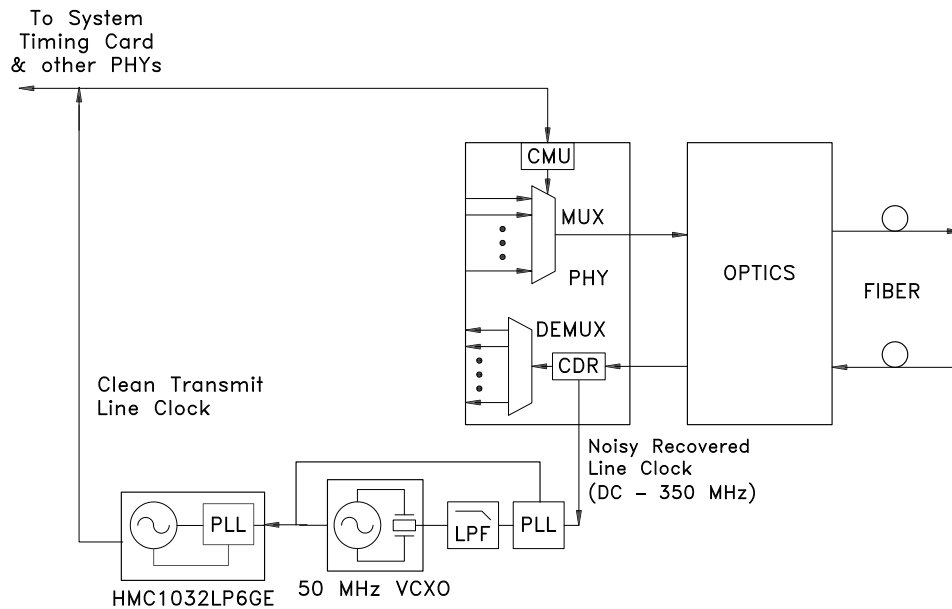 To System
Timing Card
& other PHYs
CMU
MUX
PHY
OPTICS
FIBER
DEMUX
CDR
Clean Transmit
Line Clock
Noisy Recovered
Line Clock
(DC - 350 MHz)
PLL
LPF
PLL
50 MHz VCXO
HMC1032LP6GE